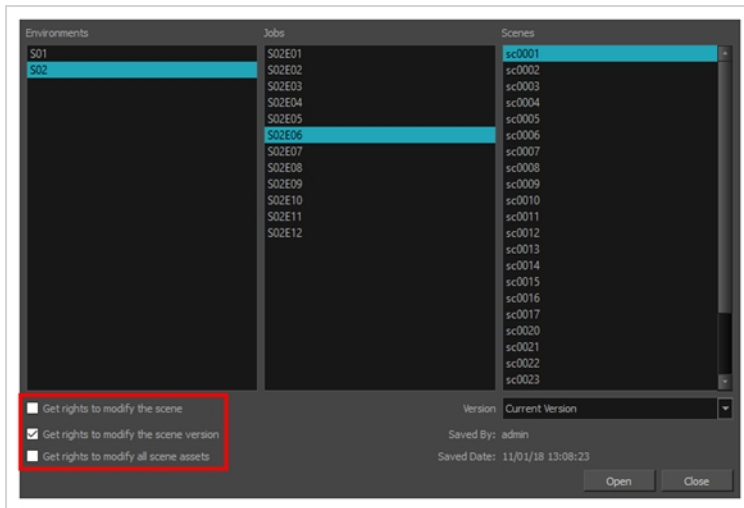 Environments
S01
S02
Jobs
S02E01
S02E02
S02E03
S02E04
S02E05
S02E06
S02E07
S02E08
S02E09
S02E10
S02E11
S02E12
Scenes
sc0001
sc0002
sc0003
sc0004
sc0005
sc0006
sc0007
sc0008
sc0009
sc0010
sc0011
sc0012
sc0013
sc0014
sc0015
sc0016
sc0017
sc0020
sc0021
sc0022
sc0023
Get rights to modify the scene
Get rights to modify the scene version
Get rights to modify all scene assets
Version Current Version
Saved By: admin
Saved Date: 11/01/18 13:08:23
Open Close